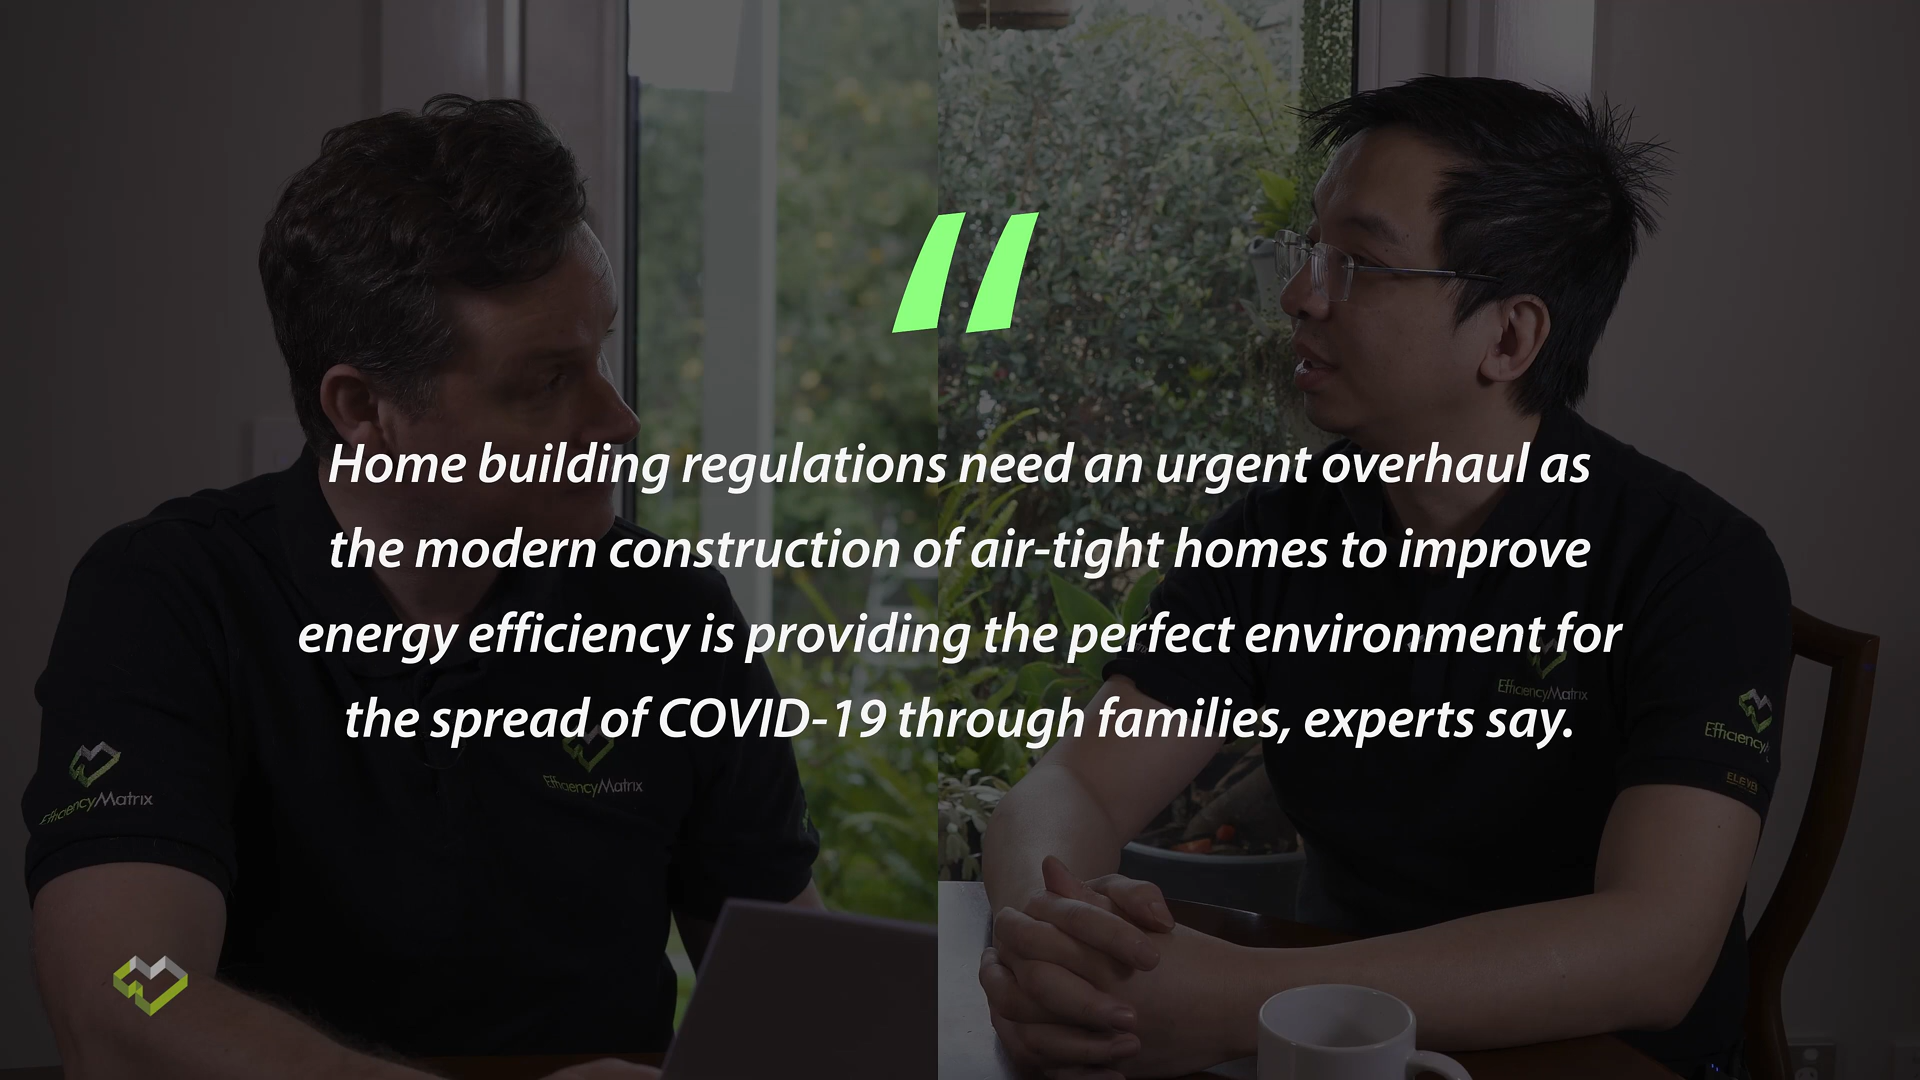 “
Home building regulations need an urgent overhaul as
the modern construction of air-tight homes to improve
energy efficiency is providing the perfect environment for
the spread of COVID-19 through families, experts say.
EfficiencyMatrix
EfficiencyMatrix
EfficiencyMatrix
Efficiency